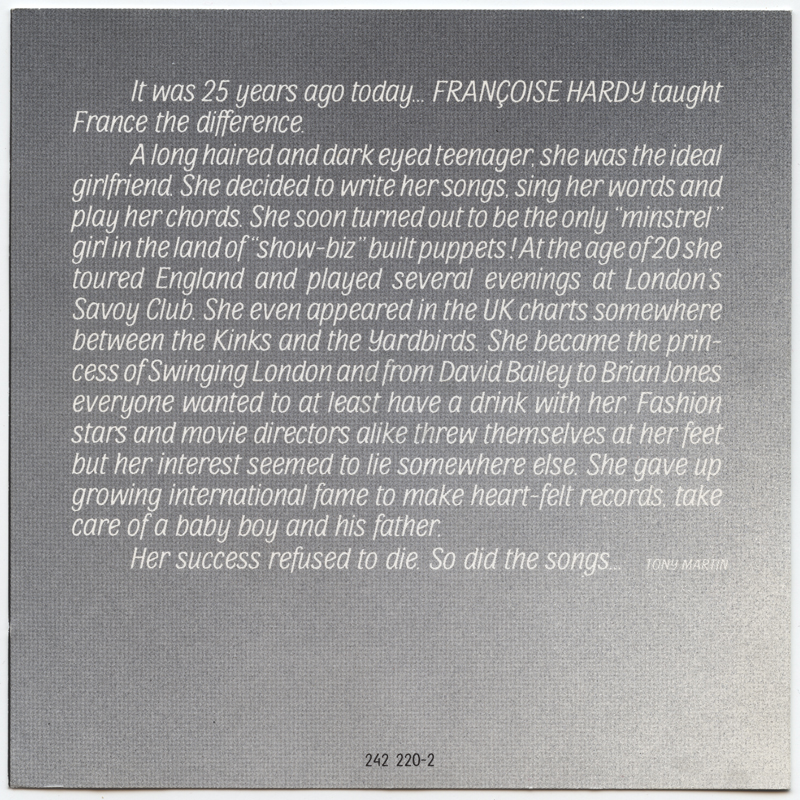 It was 25 years ago today... FRANÇOISE HARDY taught
France the difference.
A long haired and dark eyed teenager, she was the ideal
girlfriend. She decided to write her songs, sing her words and
play her chords. She soon turned out to be the only "minstrel"
girl in the land of "show-biz" built puppets! At the age of 20 she
toured England and played several evenings at London's
Savoy Club. She even appeared in the UK charts somewhere
between the Kinks and the Yardbirds. She became the prin-
cess of Swinging London and from David Bailey to Brian Jones
everyone wanted to at least have a drink with her. Fashion
stars and movie directors alike threw themselves at her feet
but her interest seemed to lie somewhere else. She gave up
growing international fame to make heart-felt records, take
care of a baby boy and his father.
Her success refused to die. So did the songs... TONY MARTIN
242 220-2